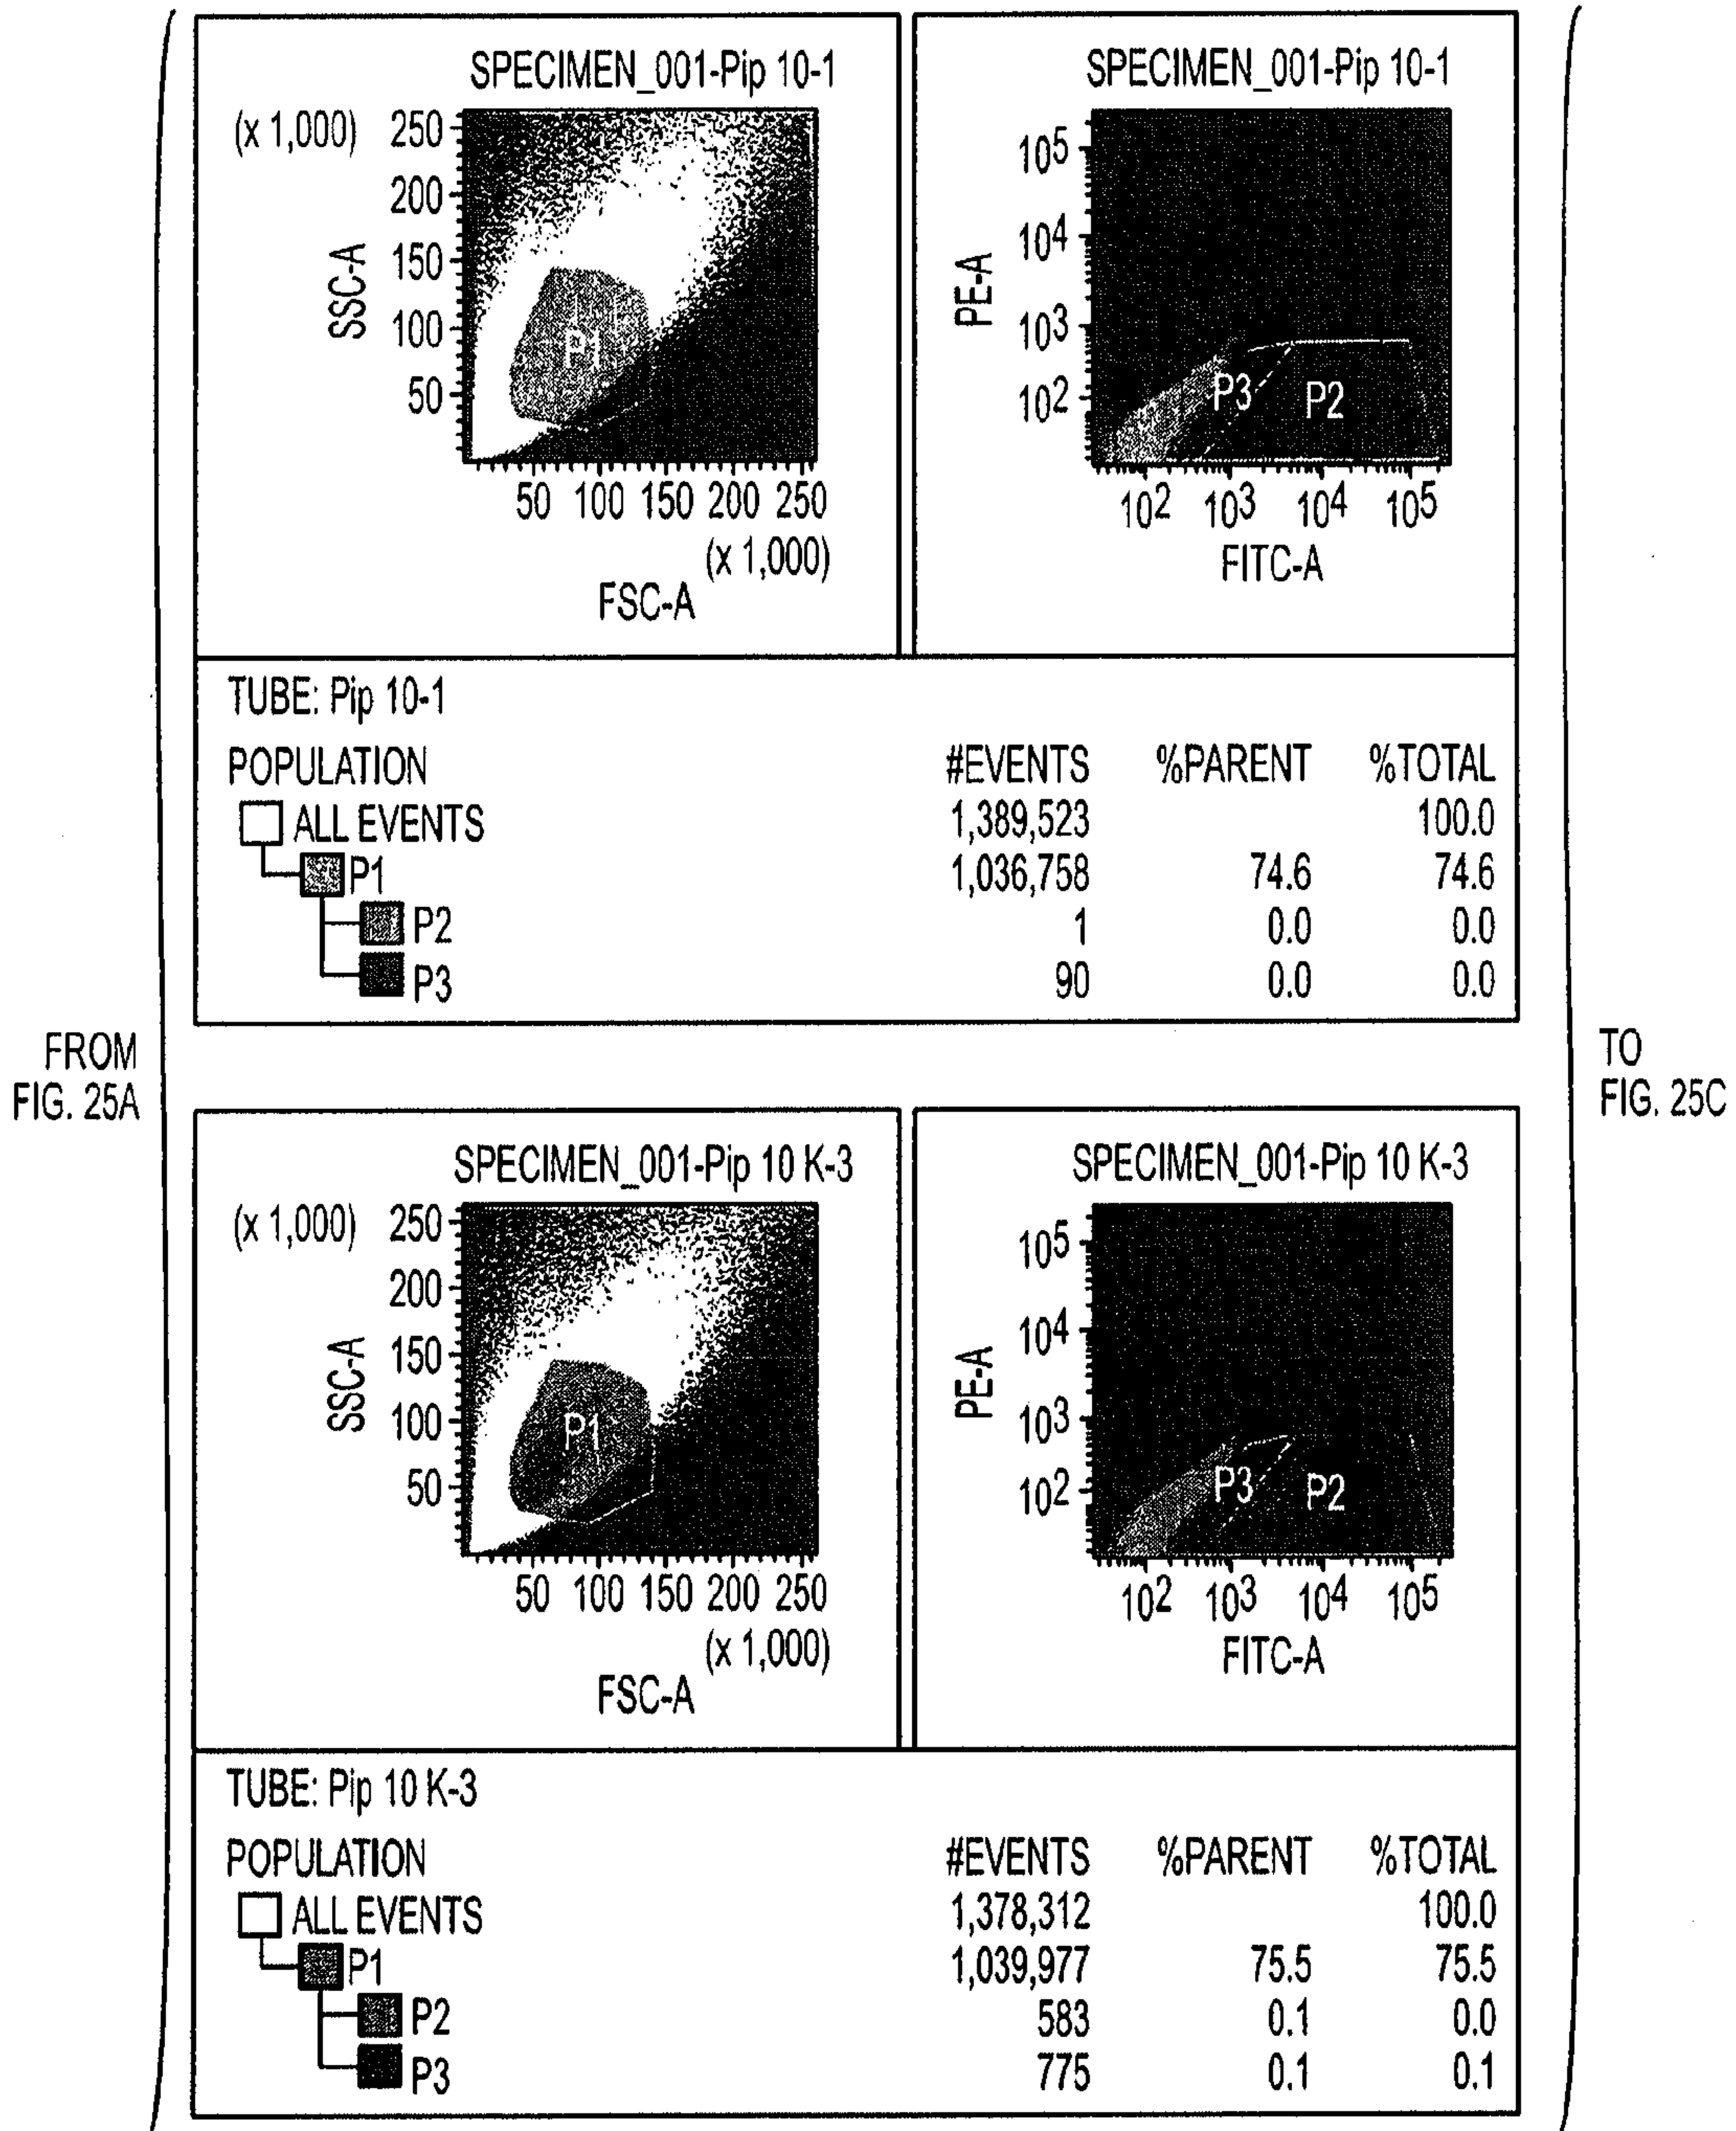 FROM
FIG. 25A
SPECIMEN_001-Pip 10-1
(x 1,000)
SSC-A
250
200
150
100
50
P1
50 100 150 200 250
(x 1,000)
FSC-A
SPECIMEN_001-Pip 10-1
PE-A
10^5
10^4
10^3
10^2
P3 P2
10^2 10^3 10^4 10^5
FITC-A
TUBE: Pip 10-1
POPULATION #EVENTS %PARENT %TOTAL
ALL EVENTS 1,389,523 100.0
P1 1,036,758 74.6 74.6
P2 1 0.0 0.0
P3 90 0.0 0.0
SPECIMEN_001-Pip 10 K-3
(x 1,000)
SSC-A
250
200
150
100
50
P1
50 100 150 200 250
(x 1,000)
FSC-A
SPECIMEN_001-Pip 10 K-3
PE-A
10^5
10^4
10^3
10^2
P3 P2
10^2 10^3 10^4 10^5
FITC-A
TUBE: Pip 10 K-3
POPULATION #EVENTS %PARENT %TOTAL
ALL EVENTS 1,378,312 100.0
P1 1,039,977 75.5 75.5
P2 583 0.1 0.0
P3 775 0.1 0.1
TO
FIG. 25C